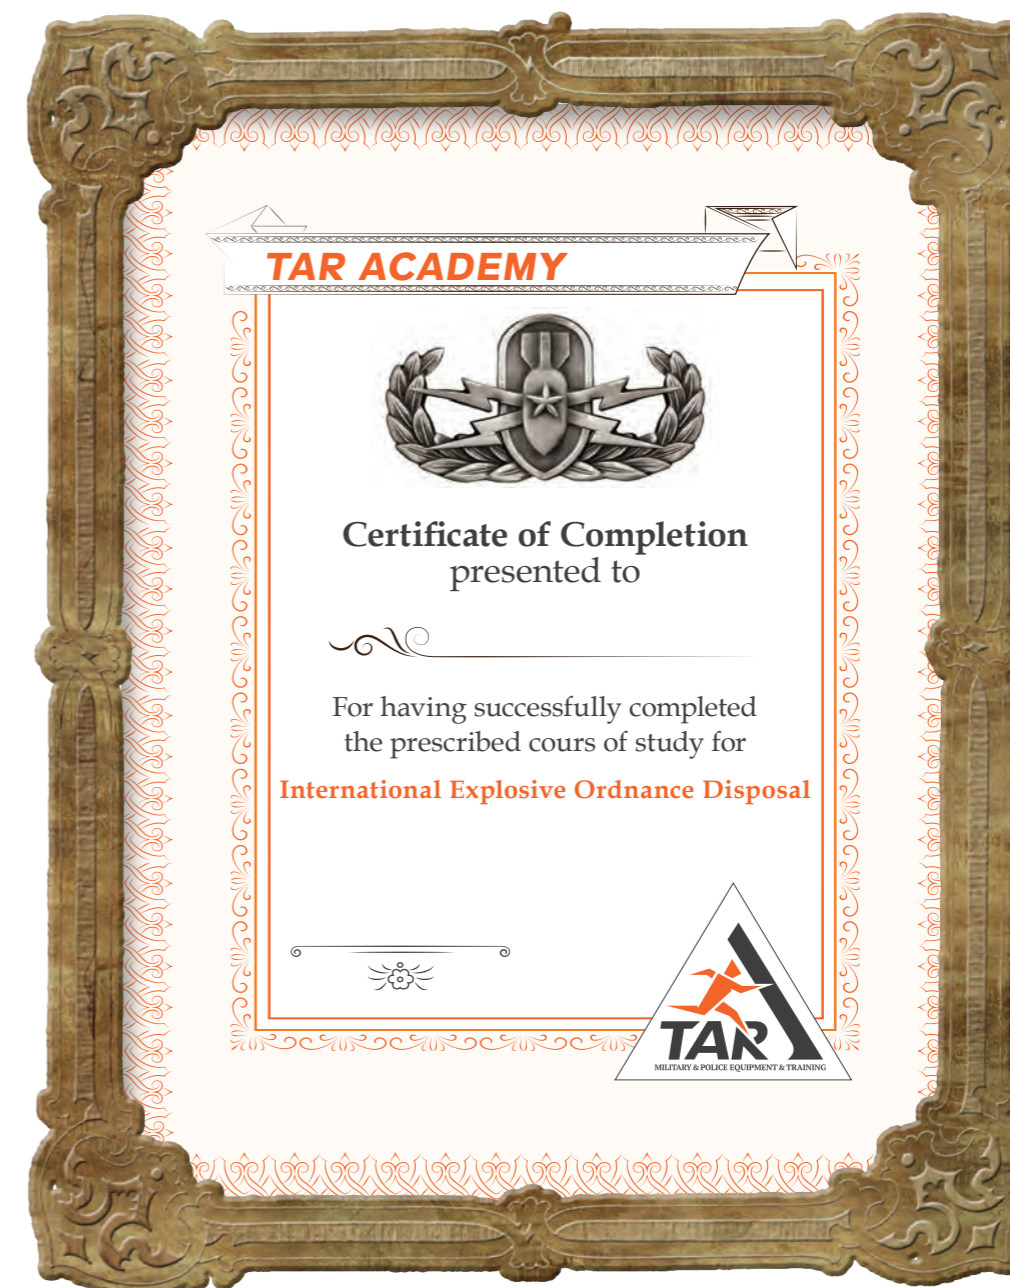 TAR ACADEMY
Certificate of Completion
presented to
For having successfully completed
the prescribed cours of study for
International Explosive Ordnance Disposal
TAR
MILITARY & POLICE EQUIPMENT & TRAINING